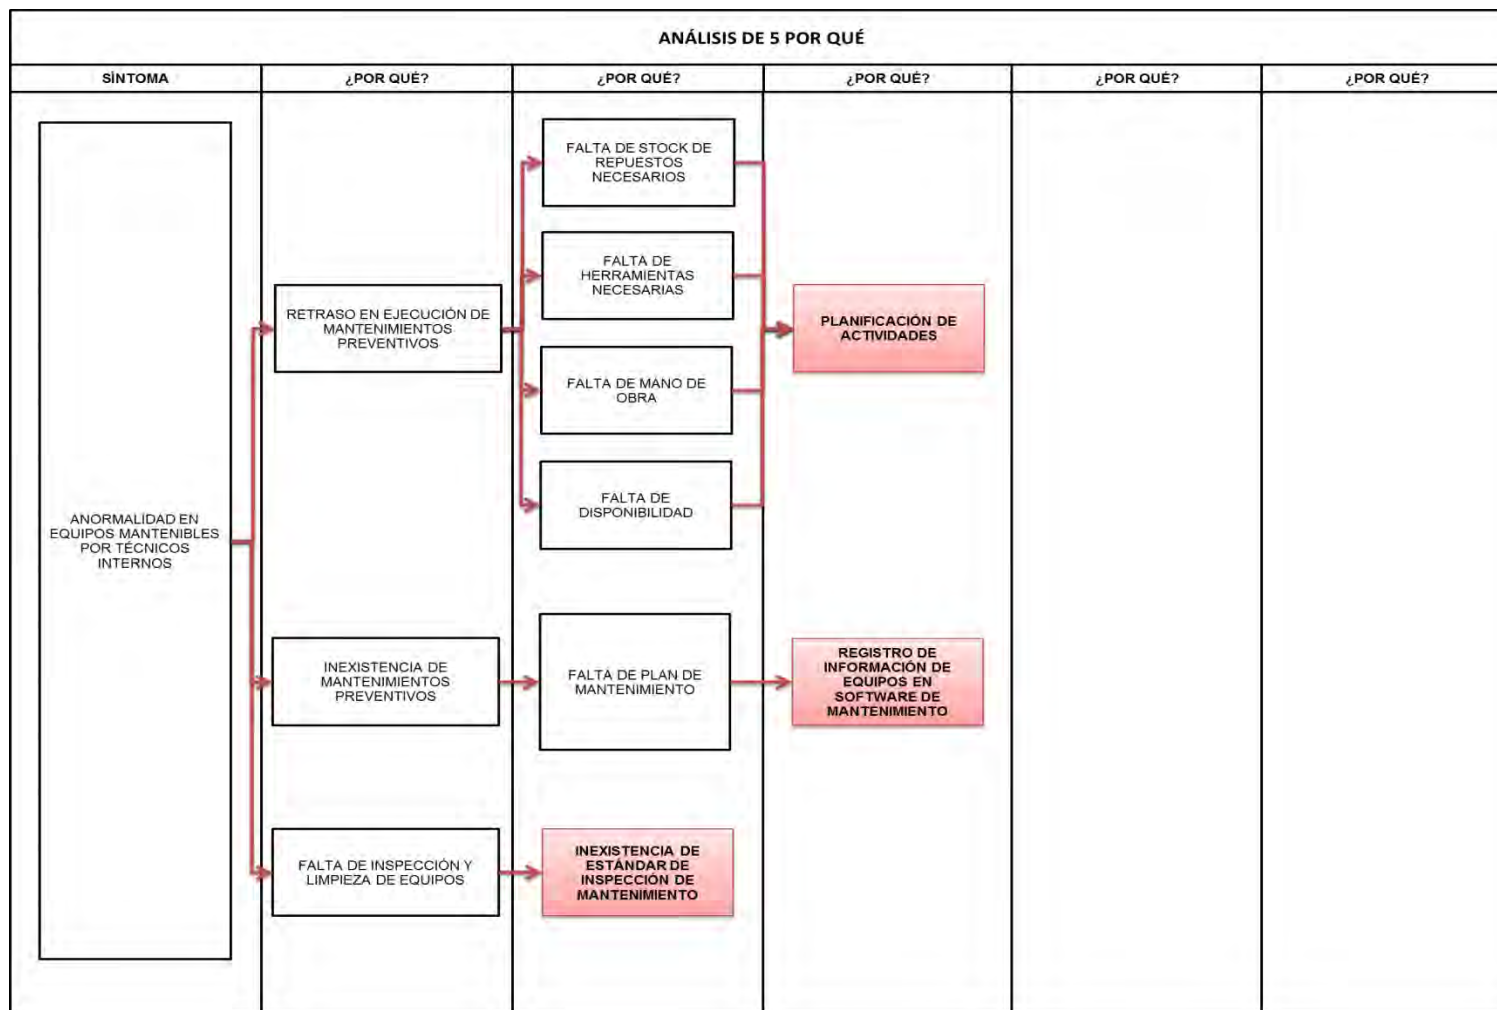 ANÁLISIS DE 5 POR QUÉ
SÍNTOMA
¿POR QUÉ?
¿POR QUÉ?
¿POR QUÉ?
¿POR QUÉ?
¿POR QUÉ?
ANORMALIDAD EN
EQUIPOS MANTENIBLES
POR TÉCNICOS
INTERNOS
RETRASO EN EJECUCIÓN DE
MANTENIMIENTOS
PREVENTIVOS
FALTA DE STOCK DE
REPUESTOS
NECESARIOS
FALTA DE
HERRAMIENTAS
NECESARIAS
FALTA DE MANO DE
OBRA
FALTA DE
DISPONIBILIDAD
PLANIFICACIÓN DE
ACTIVIDADES
INEXISTENCIA DE
MANTENIMIENTOS
PREVENTIVOS
FALTA DE PLAN DE
MANTENIMIENTO
REGISTRO DE
INFORMACIÓN DE
EQUIPOS EN
SOFTWARE DE
MANTENIMIENTO
FALTA DE INSPECCIÓN Y
LIMPIEZA DE EQUIPOS
INEXISTENCIA DE
ESTÁNDAR DE
INSPECCIÓN DE
MANTENIMIENTO